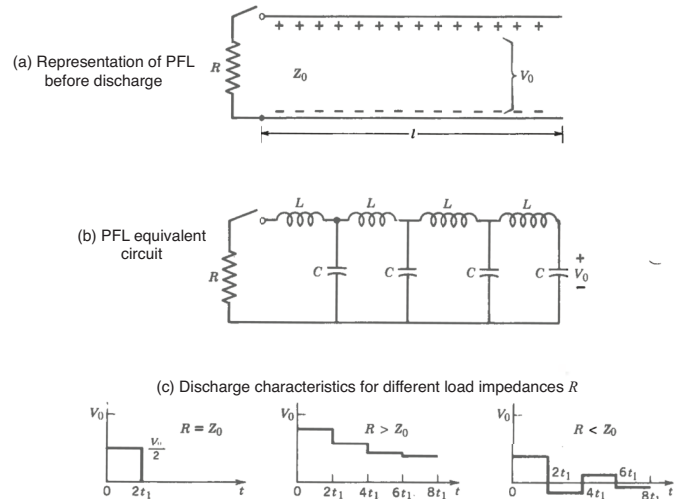 (a) Representation of PFL
before discharge
R
Z₀
V₀
+ + + + + + + + + + + + +
− − − − − − − − − − − −
l
(b) PFL equivalent
circuit
L L L L
R
C C C C
+
V₀
−
(c) Discharge characteristics for different load impedances R
V₀
R = Z₀
V₀/2
0 2t₁ t
V₀
R > Z₀
0 2t₁ 4t₁ 6t₁ 8t₁ t
V₀
R < Z₀
2t₁ 6t₁
0 4t₁ 8t₁ t